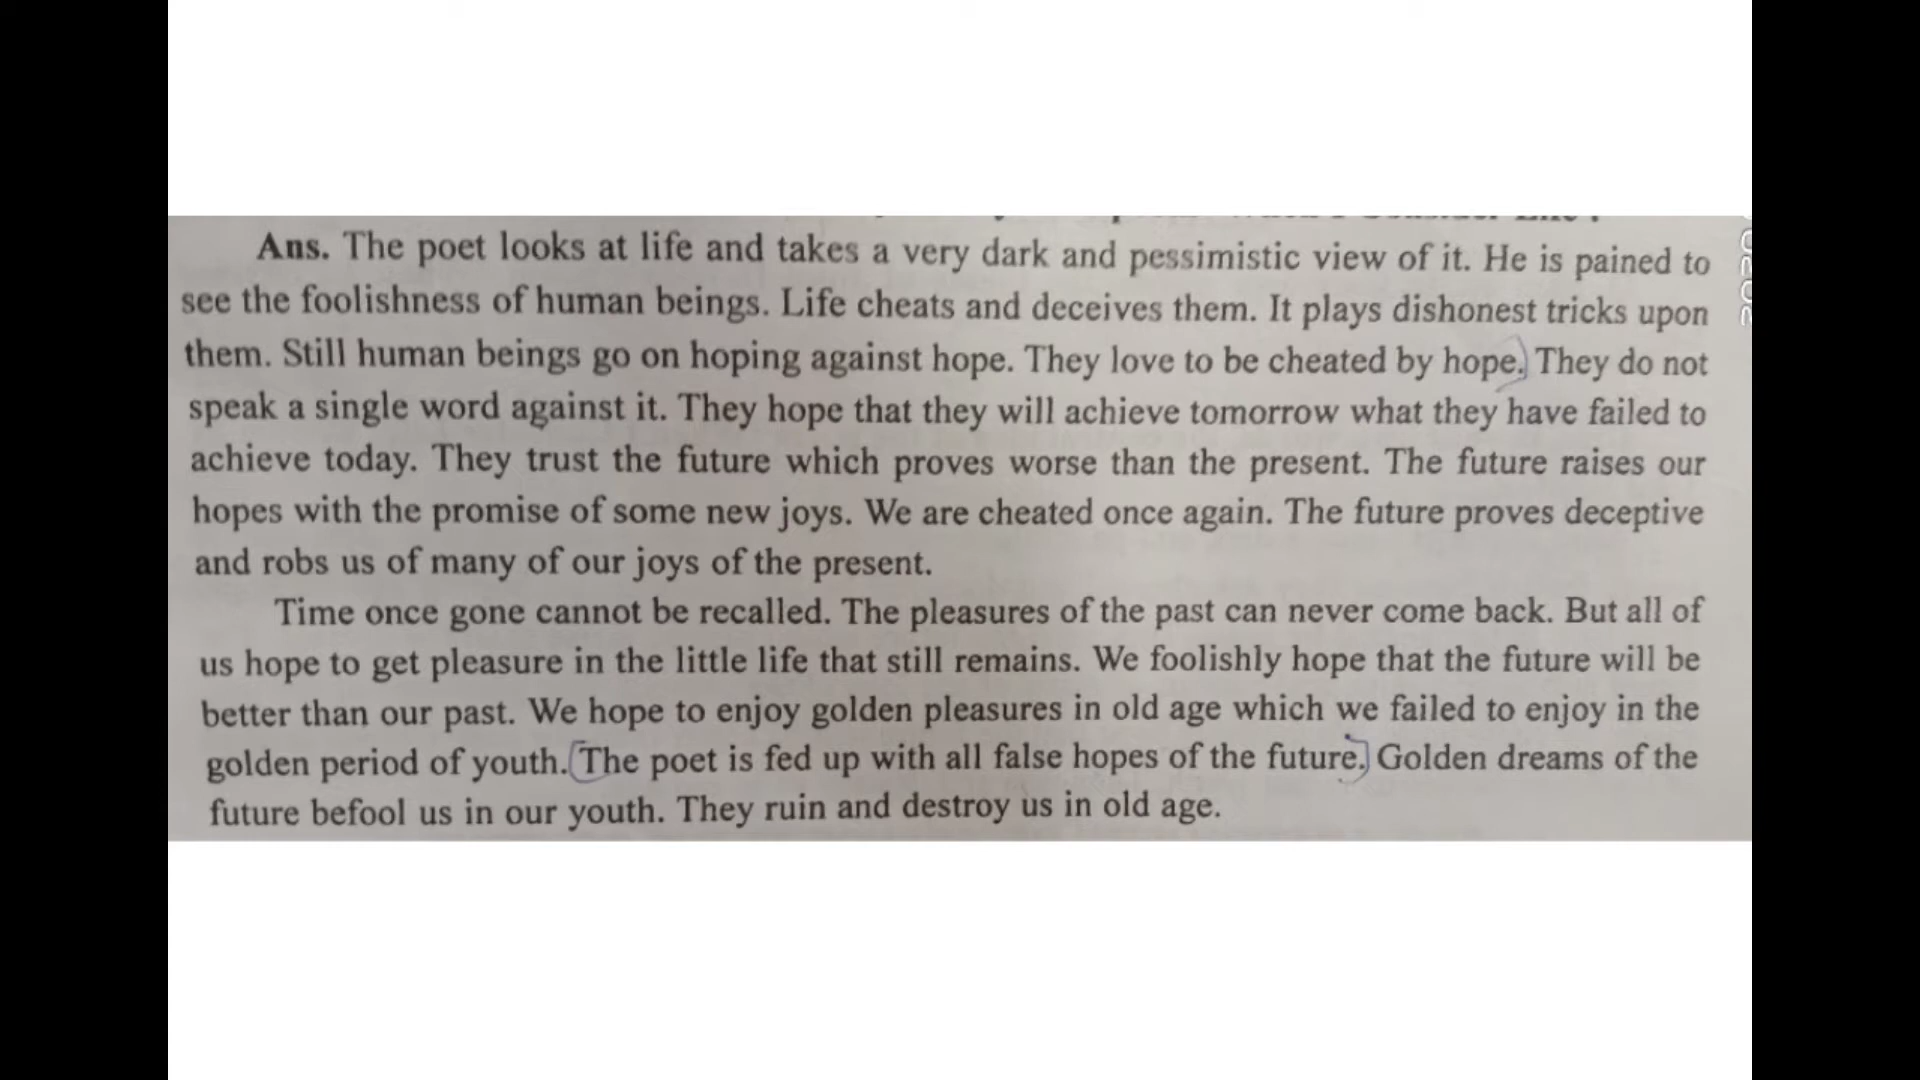 Ans. The poet looks at life and takes a very dark and pessimistic view of it. He is pained to
see the foolishness of human beings. Life cheats and deceives them. It plays dishonest tricks upon
them. Still human beings go on hoping against hope. They love to be cheated by hope. They do not
speak a single word against it. They hope that they will achieve tomorrow what they have failed to
achieve today. They trust the future which proves worse than the present. The future raises our
hopes with the promise of some new joys. We are cheated once again. The future proves deceptive
and robs us of many of our joys of the present.
Time once gone cannot be recalled. The pleasures of the past can never come back. But all of
us hope to get pleasure in the little life that still remains. We foolishly hope that the future will be
better than our past. We hope to enjoy golden pleasures in old age which we failed to enjoy in the
golden period of youth. The poet is fed up with all false hopes of the future. Golden dreams of the
future befool us in our youth. They ruin and destroy us in old age.